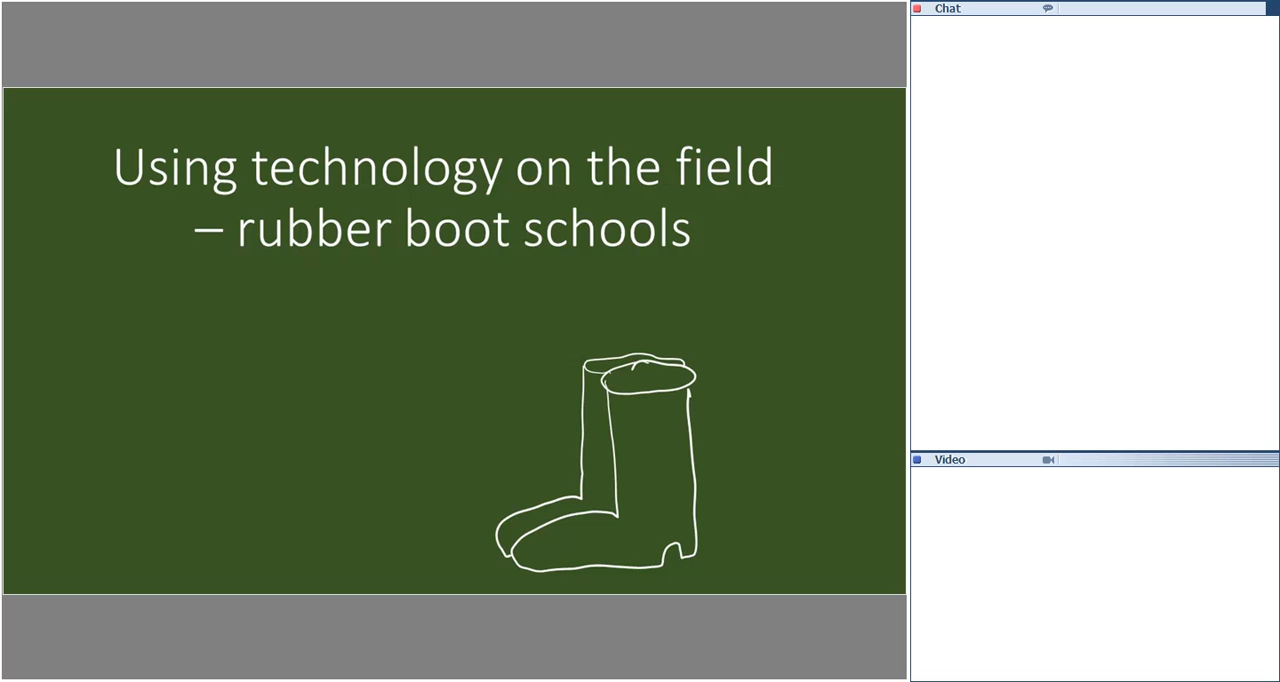 Using technology on the field
– rubber boot schools
Chat
Video